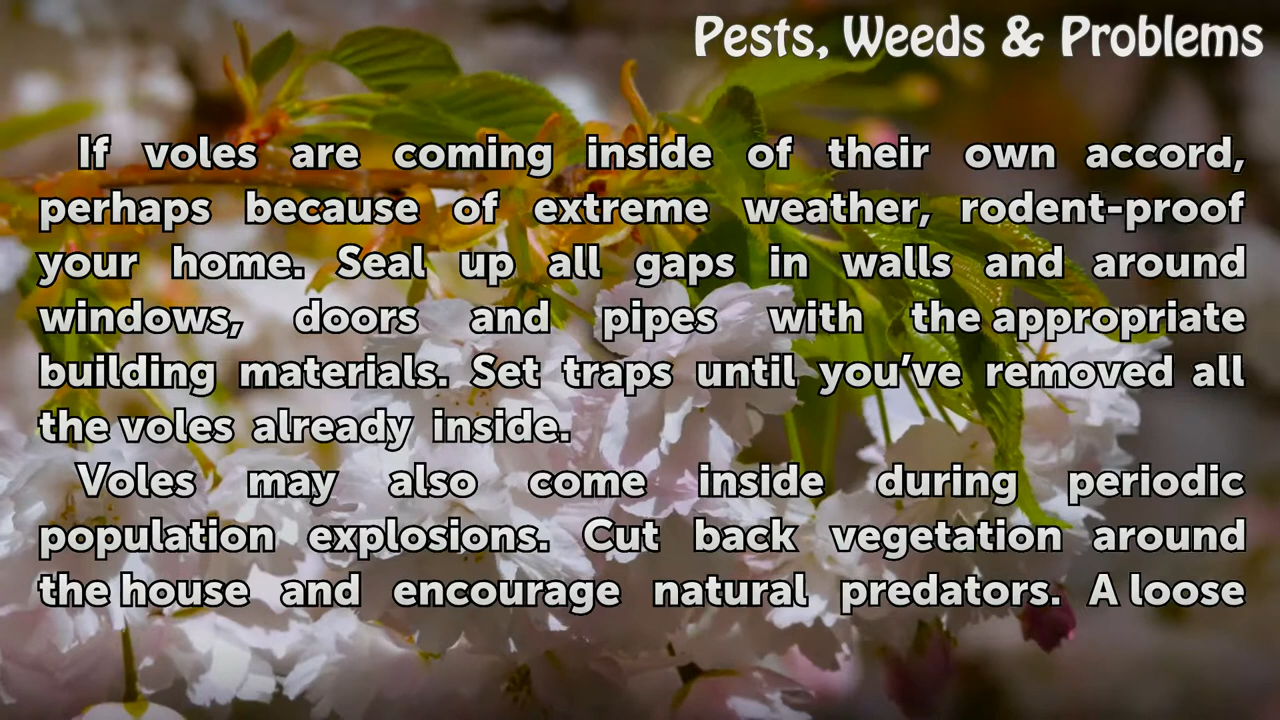 Pests, Weeds & Problems
If voles are coming inside of their own accord,
perhaps because of extreme weather, rodent-proof
your home. Seal up all gaps in walls and around
windows, doors and pipes with the appropriate
building materials. Set traps until you’ve removed all
the voles already inside.
Voles may also come inside during periodic
population explosions. Cut back vegetation around
the house and encourage natural predators. A loose